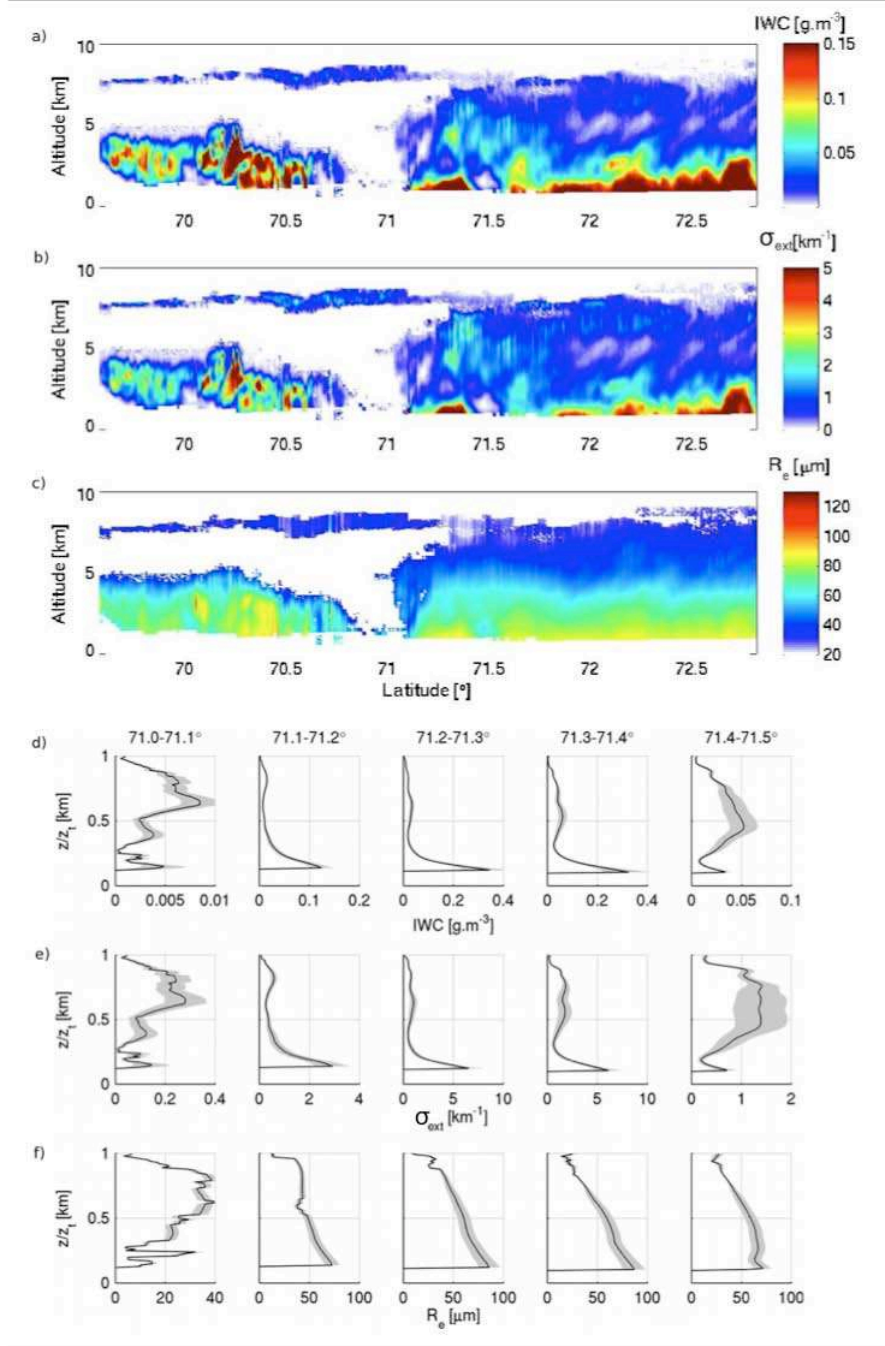 IWC [g.m⁻³]
a)
10
5
0
Altitude [km]
0.15
0.1
0.05
70 70.5 71 71.5 72 72.5
σext[km⁻¹]
b)
10
5
0
Altitude [km]
5
4
3
2
1
0
70 70.5 71 71.5 72 72.5
Re [μm]
c)
10
5
0
Altitude [km]
120
100
80
60
40
20
70 70.5 71 71.5 72 72.5
Latitude [°]
d) 71.0-71.1° 71.1-71.2° 71.2-71.3° 71.3-71.4° 71.4-71.5°
1
0.5
0
z/zt [km]
0 0.005 0.01 0 0.1 0.2 0 0.2 0.4 0 0.2 0.4 0 0.05 0.1
IWC [g.m⁻³]
e)
1
0.5
0
z/zt [km]
0 0.2 0.4 0 2 4 0 5 10 0 5 10 0 1 2
σext [km⁻¹]
f)
1
0.5
0
z/zt [km]
0 20 40 0 50 100 0 50 100 0 50 100 0 50 100
Re [μm]